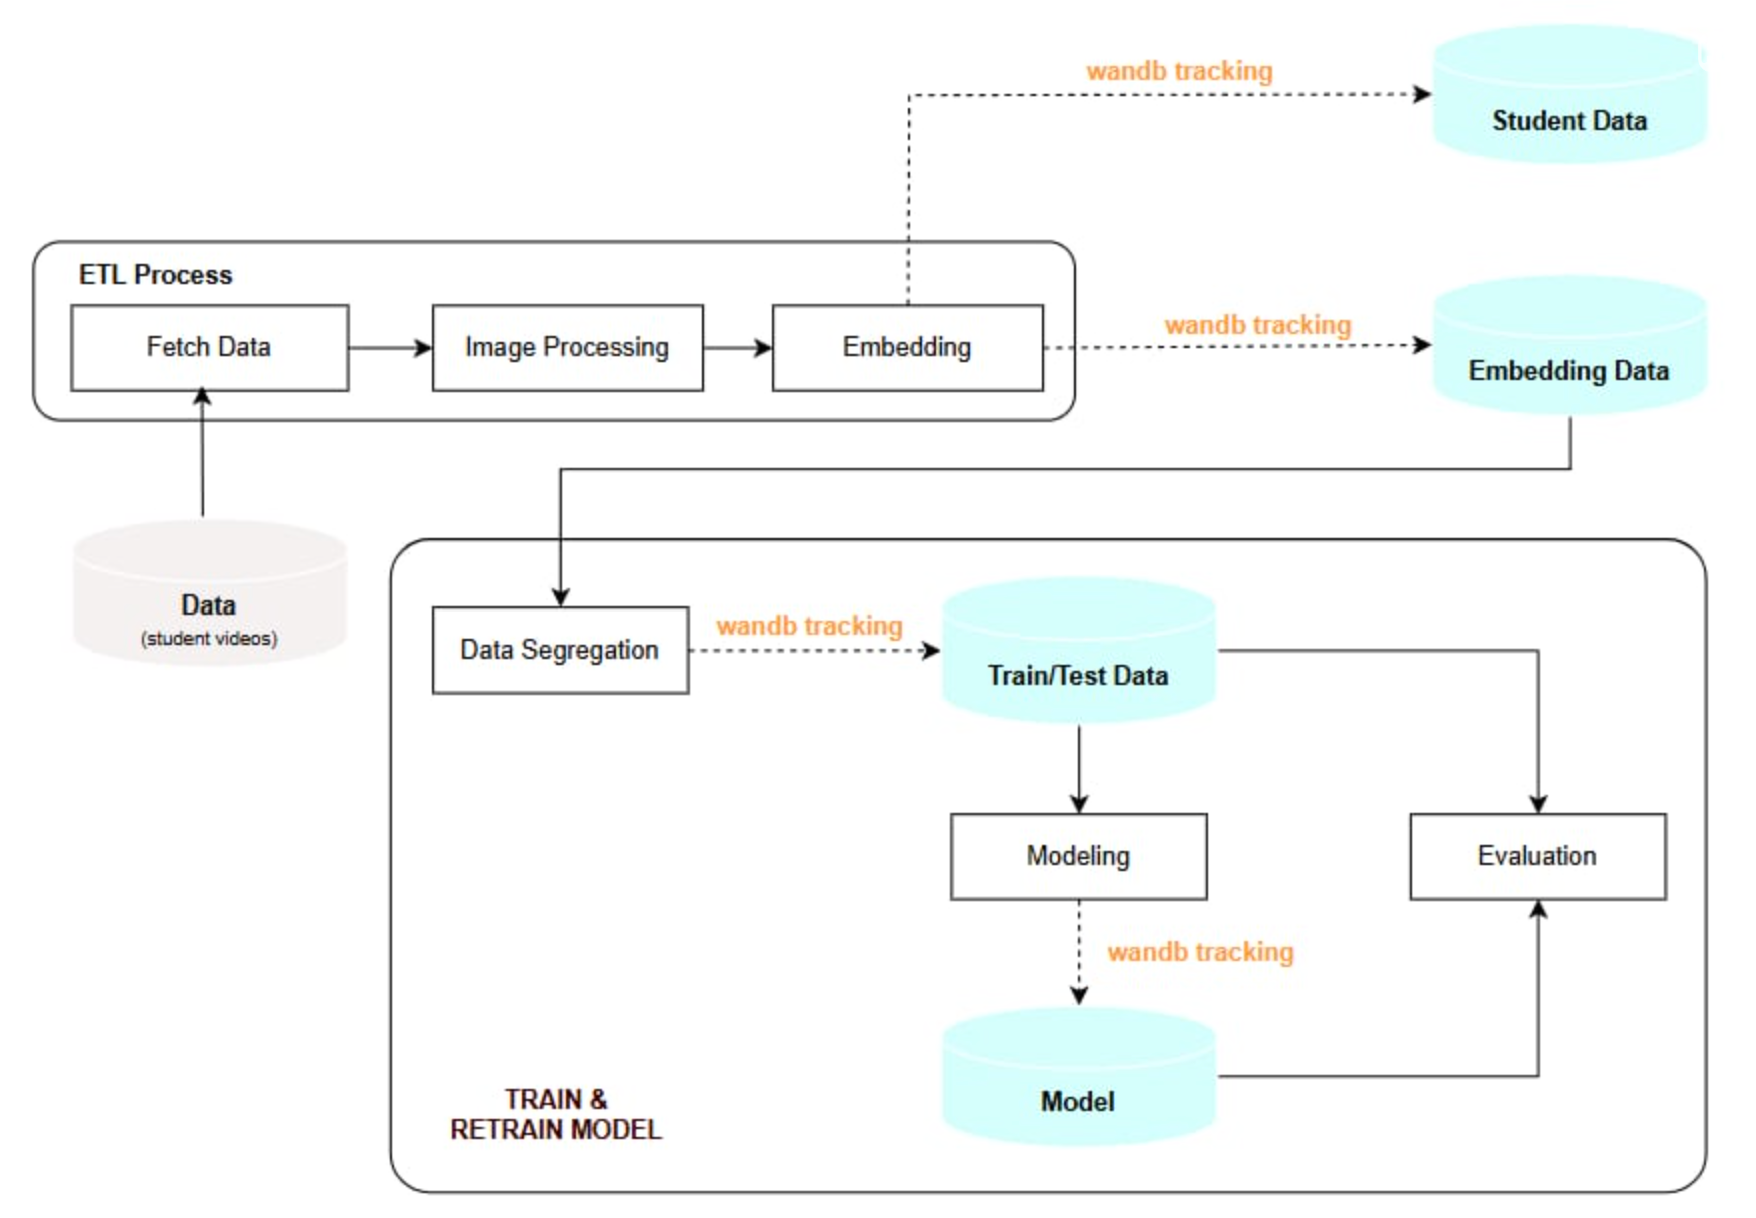 wandb tracking
Student Data
ETL Process
Fetch Data
Image Processing
Embedding
wandb tracking
Embedding Data
Data
(student videos)
Data Segregation
wandb tracking
Train/Test Data
Modeling
Evaluation
wandb tracking
Model
TRAIN &
RETRAIN MODEL